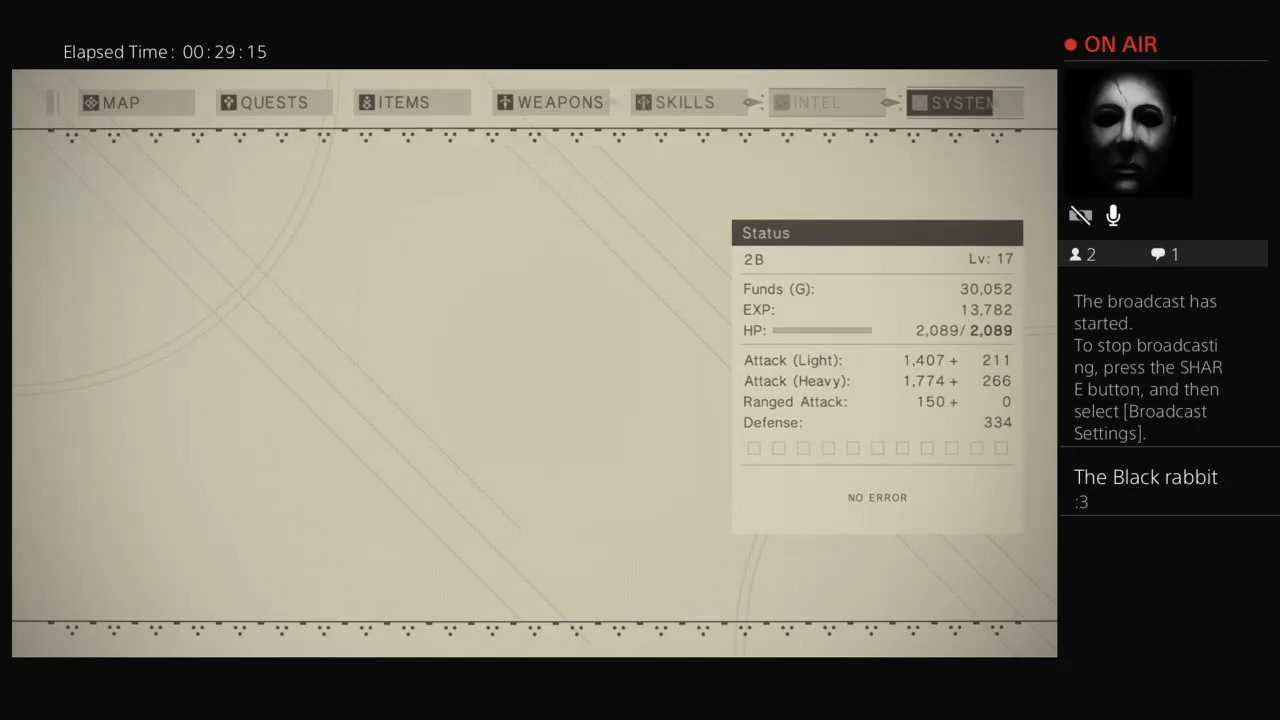 Elapsed Time: 00:29:15
ON AIR
MAP
QUESTS
ITEMS
WEAPONS
SKILLS
INTEL
SYSTEM
2
1
Status
2B Lv: 17
Funds (G): 30,052
EXP: 13,782
HP: 2,089/ 2,089
Attack (Light): 1,407 + 211
Attack (Heavy): 1,774 + 266
Ranged Attack: 150 + 0
Defense: 334
NO ERROR
The broadcast has
started.
To stop broadcasti
ng, press the SHAR
E button, and then
select [Broadcast
Settings].
The Black rabbit
:3